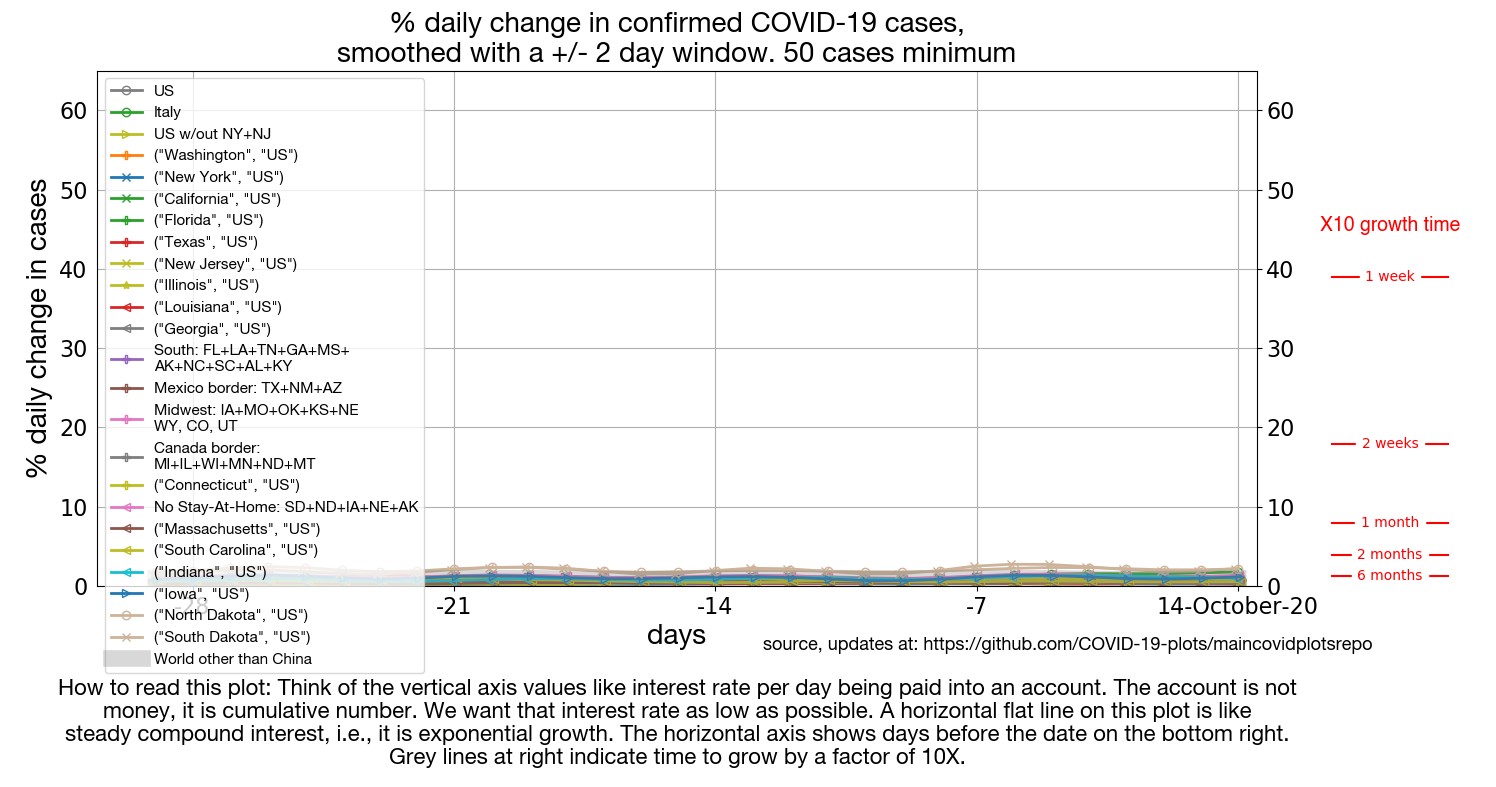 % daily change in confirmed COVID-19 cases,
smoothed with a +/- 2 day window. 50 cases minimum
% daily change in cases
60
50
40
30
20
10
0
US
Italy
US w/out NY+NJ
("Washington", "US")
("New York", "US")
("California", "US")
("Florida", "US")
("Texas", "US")
("New Jersey", "US")
("Illinois", "US")
("Louisiana", "US")
("Georgia", "US")
South: FL+LA+TN+GA+MS+
AK+NC+SC+AL+KY
Mexico border: TX+NM+AZ
Midwest: IA+MO+OK+KS+NE
WY, CO, UT
Canada border:
MI+IL+WI+MN+ND+MT
("Connecticut", "US")
No Stay-At-Home: SD+ND+IA+NE+AK
("Massachusetts", "US")
("South Carolina", "US")
("Indiana", "US")
("Iowa", "US")
("North Dakota", "US")
("South Dakota", "US")
World other than China
60
50
40
30
20
10
0
X10 growth time
1 week
2 weeks
1 month
2 months
6 months
-28
-21
-14
-7
14-October-20
days
source, updates at: https://github.com/COVID-19-plots/maincovidplotsrepo
How to read this plot: Think of the vertical axis values like interest rate per day being paid into an account. The account is not
money, it is cumulative number. We want that interest rate as low as possible. A horizontal flat line on this plot is like
steady compound interest, i.e., it is exponential growth. The horizontal axis shows days before the date on the bottom right.
Grey lines at right indicate time to grow by a factor of 10X.